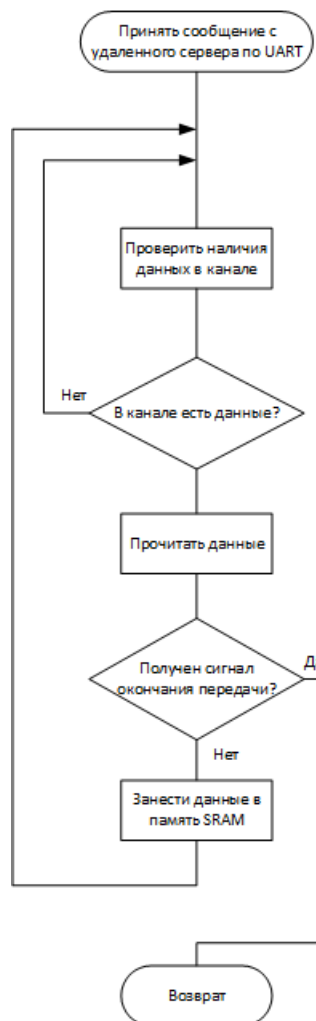 Принять сообщение с
удаленного сервера по UART
Проверить наличия
данных в канале
Нет
В канале есть данные?
Прочитать данные
Получен сигнал
окончания передачи?
Нет
Занести данные в
память SRAM
Возврат